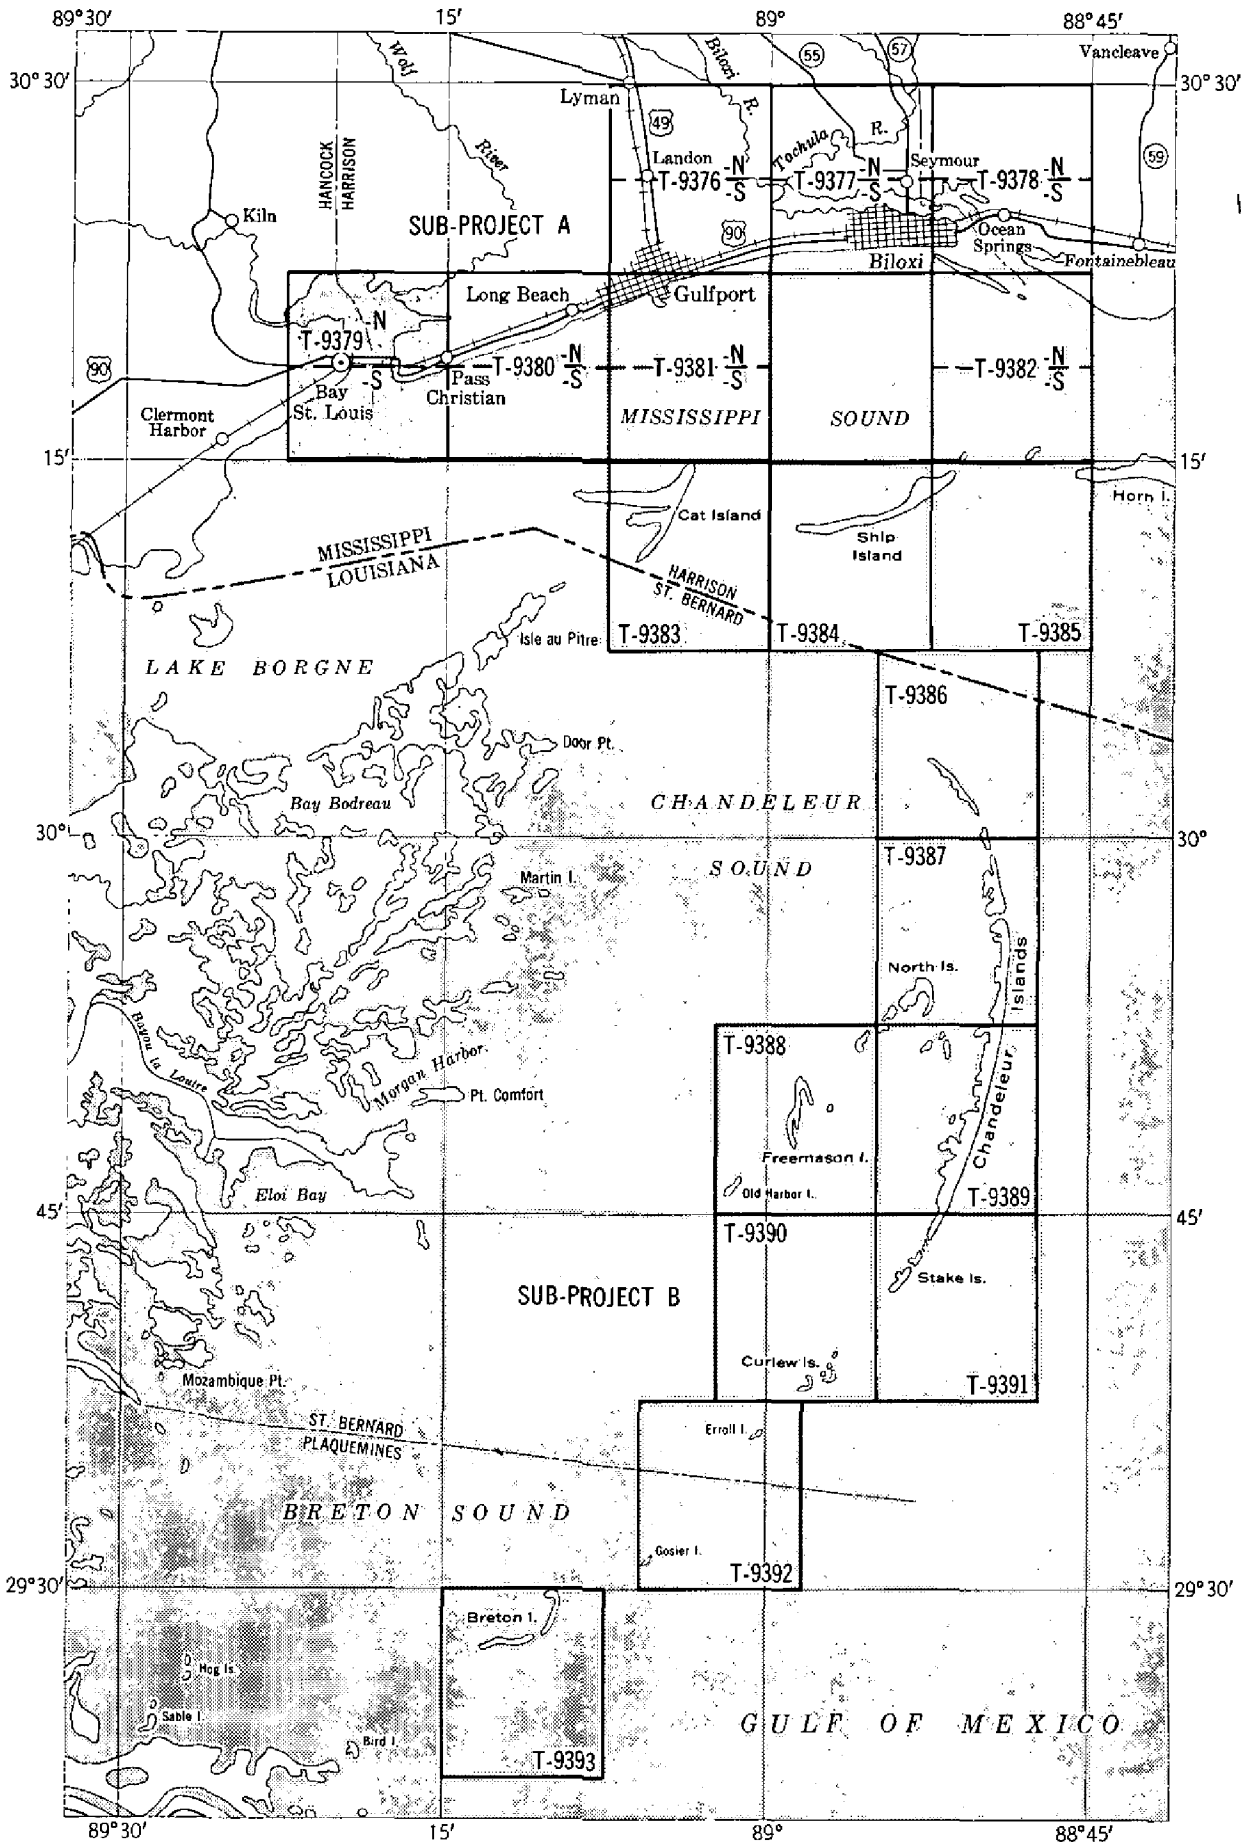 89°30'
15'
89°
88°45'
Wolf
River
Biloxi
R.
55
57
Vancleave
30°30'
30°30'
Lyman
49
HANCOCK
HARRISON
Landon
Tachula
R.
Seymour
59
T-9376 -N -S
T-9377 -N -S
T-9378 -N -S
Kiln
SUB-PROJECT A
90
Ocean
Springs
Biloxi
Fontainebleau
Long Beach
Gulfport
-N
T-9379
-S
T-9380 -N -S
T-9381 -N -S
T-9382 -N -S
90
Bay
St. Louis
Pass
Christian
Clermont
Harbor
MISSISSIPPI SOUND
15'
15'
Cat Island
Ship
Island
Horn I.
MISSISSIPPI
LOUISIANA
HARRISON
ST. BERNARD
Isle au Pitre
T-9383
T-9384
T-9385
LAKE BORGNE
T-9386
Door Pt.
Bay Bodreau
CHANDELEUR
30°
30°
T-9387
SOUND
Martin I.
North Is.
Chandeleur Islands
Bayou la Loutre
Morgan Harbor
T-9388
Pt. Comfort
Freemason I.
Eloi Bay
Old Harbor I.
T-9389
45'
45'
T-9390
Stake Is.
SUB-PROJECT B
Curlew Is.
Mozambique Pt.
T-9391
ST. BERNARD
PLAQUEMINES
Erroll I.
BRETON SOUND
Gosier I.
T-9392
29°30'
29°30'
Breton I.
Hog Is.
Sable I.
Bird I.
GULF OF MEXICO
T-9393
89°30'
15'
89°
88°45'